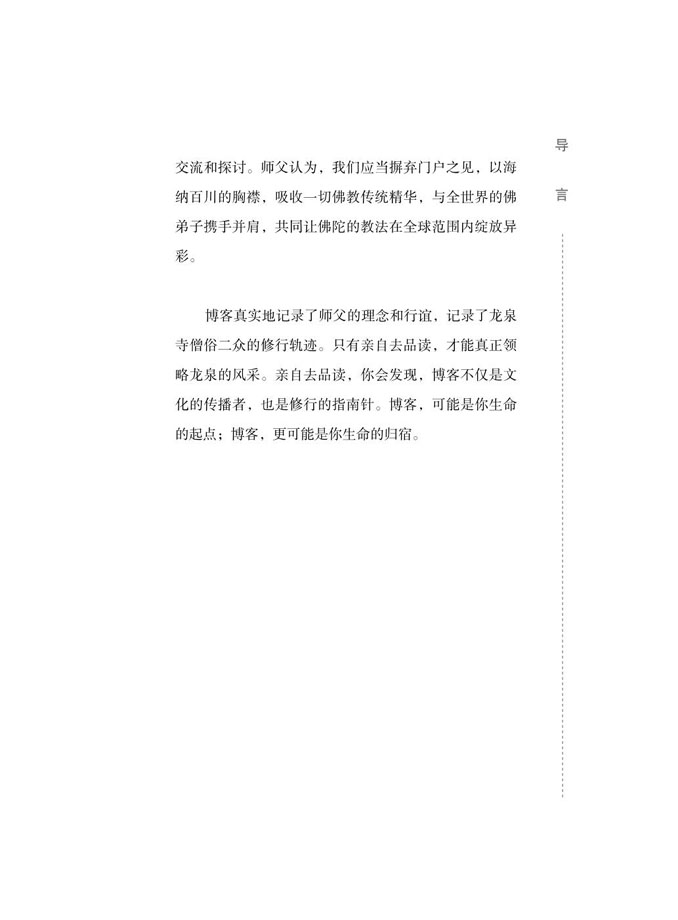 导
言
交流和探讨。师父认为，我们应当摒弃门户之见，以海
纳百川的胸襟，吸收一切佛教传统精华，与全世界的佛
弟子携手并肩，共同让佛陀的教法在全球范围内绽放异
彩。
博客真实地记录了师父的理念和行谊，记录了龙泉
寺僧俗二众的修行轨迹。只有亲自去品读，才能真正领
略龙泉的风采。亲自去品读，你会发现，博客不仅是文
化的传播者，也是修行的指南针。博客，可能是你生命
的起点；博客，更可能是你生命的归宿。